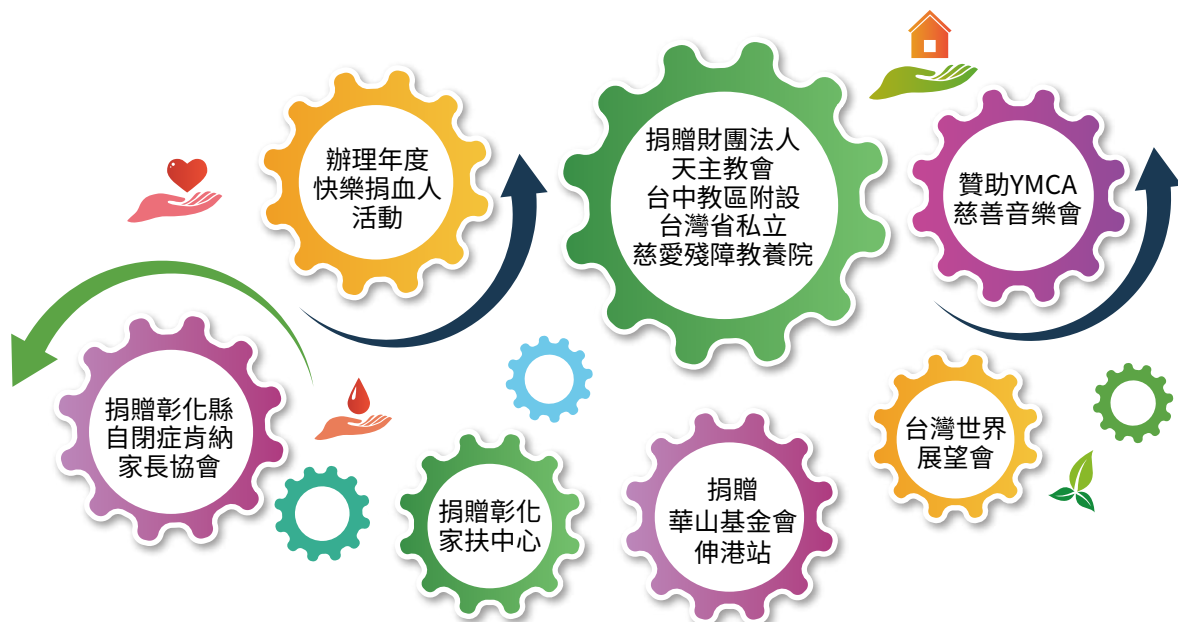 辦理年度
快樂捐血人
活動
捐贈財團法人
天主教會
台中教區附設
台灣省私立
慈愛殘障教養院
贊助YMCA
慈善音樂會
捐贈彰化縣
自閉症肯納
家長協會
捐贈彰化
家扶中心
捐贈
華山基金會
伸港站
台灣世界
展望會